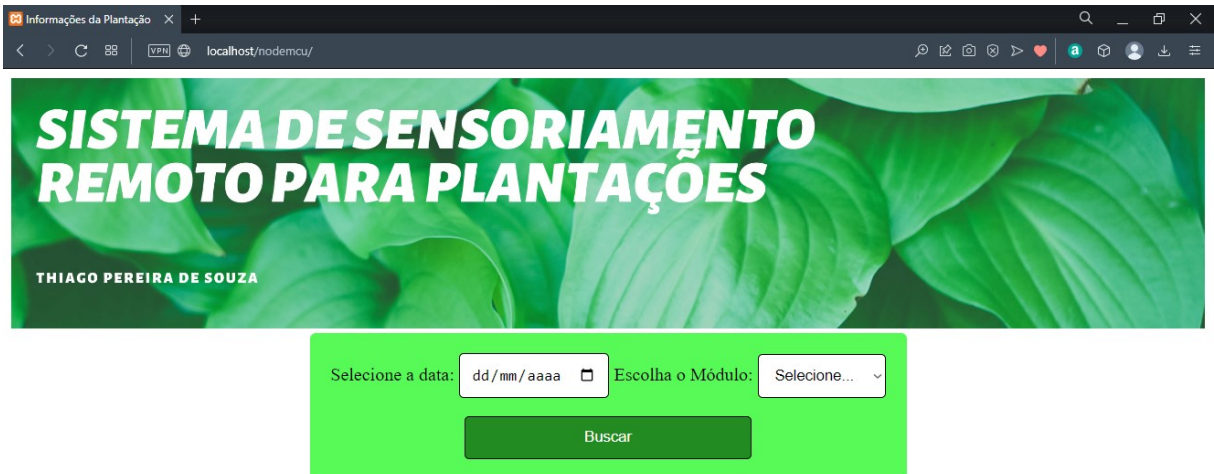 Informações da Plantação
VPN localhost/nodemcu/
a
SISTEMA DE SENSORIAMENTO
REMOTO PARA PLANTAÇÕES
THIAGO PEREIRA DE SOUZA
Selecione a data: dd/mm/aaaa Escolha o Módulo: Selecione...
Buscar